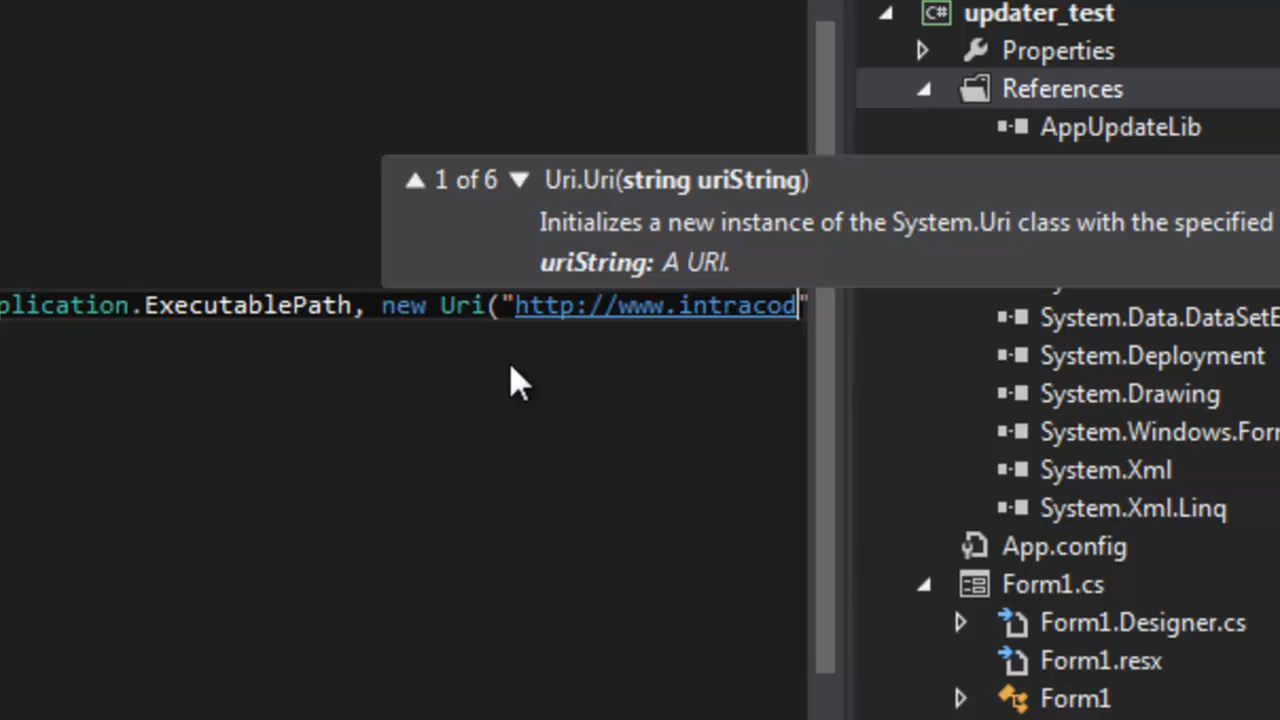 updater_test
Properties
References
AppUpdateLib
1 of 6 Uri.Uri(string uriString)
Initializes a new instance of the System.Uri class with the specified
uriString: A URI.
plication.ExecutablePath, new Uri("http://www.intracod"
System.Data.DataSetE
System.Deployment
System.Drawing
System.Windows.For
System.Xml
System.Xml.Linq
App.config
Form1.cs
Form1.Designer.cs
Form1.resx
Form1